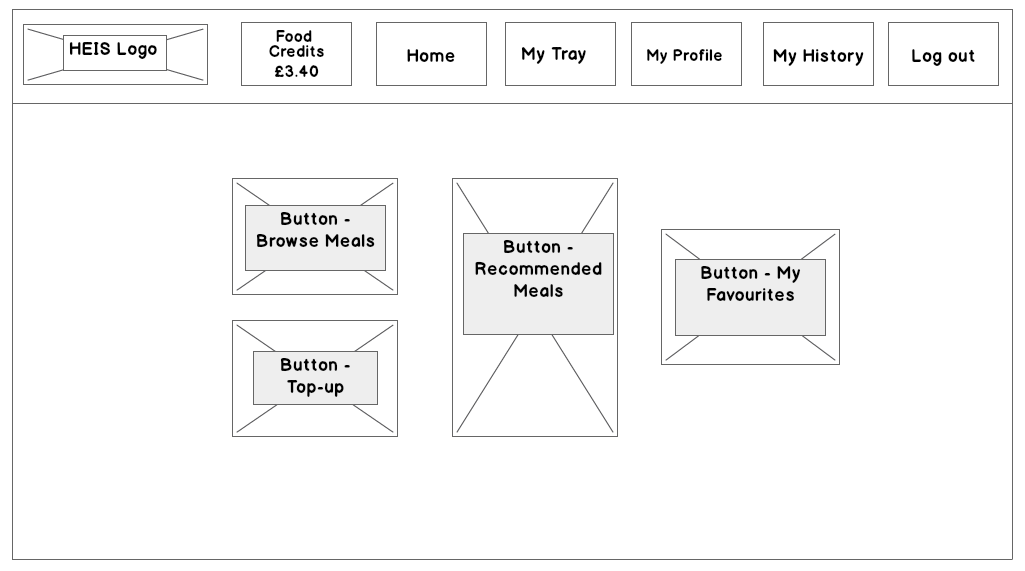 HEIS Logo
Food
Credits
£3.40
Home
My Tray
My Profile
My History
Log out
Button -
Browse Meals
Button -
Top-up
Button -
Recommended
Meals
Button - My
Favourites